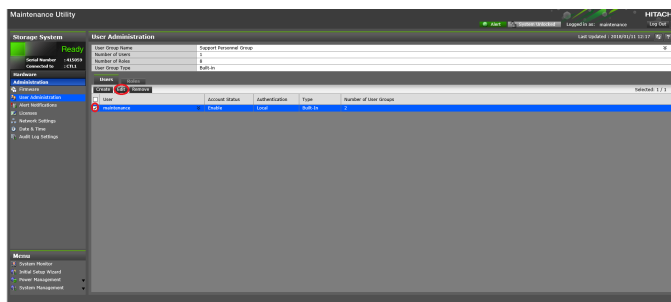 Maintenance Utility
HITACH
Alert System Unlocked Logged in as: maintenance Log Out
Storage System
Ready
Serial Number : 415059
Connected to : CTL1
Hardware
Administration
Firmware
User Administration
Alert Notifications
Licenses
Network Settings
Date & Time
Audit Log Settings
Menu
System Monitor
Initial Setup Wizard
Power Management
System Management
User Administration
Last Updated : 2018/01/11 12:17
User Group Name Support Personnel Group
Number of Users 1
Number of Roles 8
User Group Type Built-in
Users Roles
Create Edit Remove Selected: 1 / 1
User Account Status Authentication Type Number of User Groups
maintenance Enable Local Built-In 2